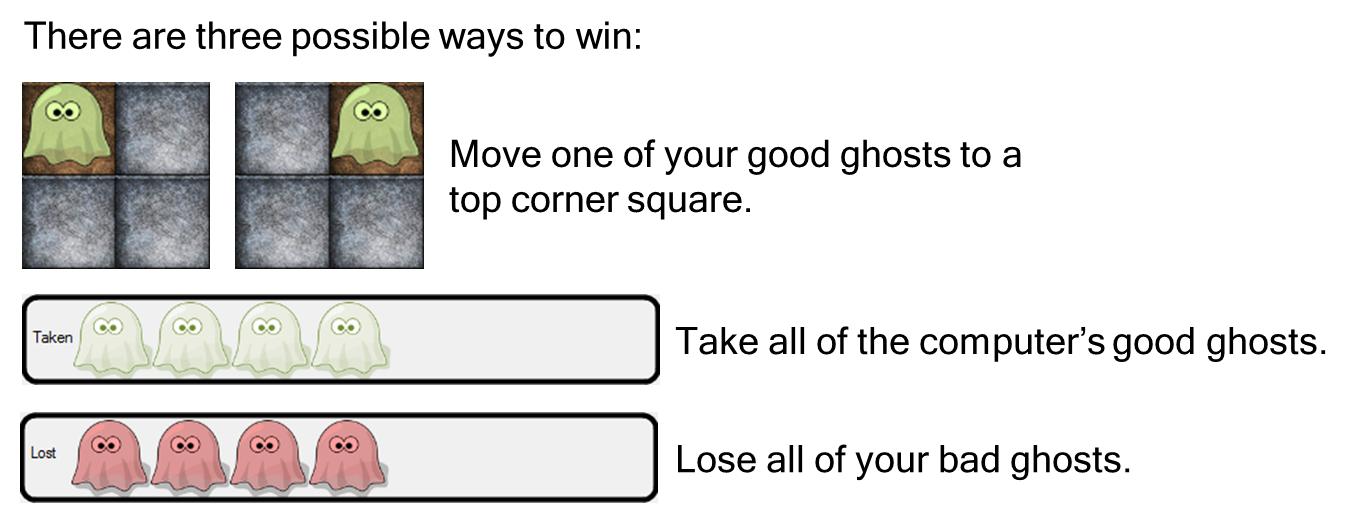 There are three possible ways to win:
Move one of your good ghosts to a
top corner square.
Taken
Take all of the computer’s good ghosts.
Lost
Lose all of your bad ghosts.